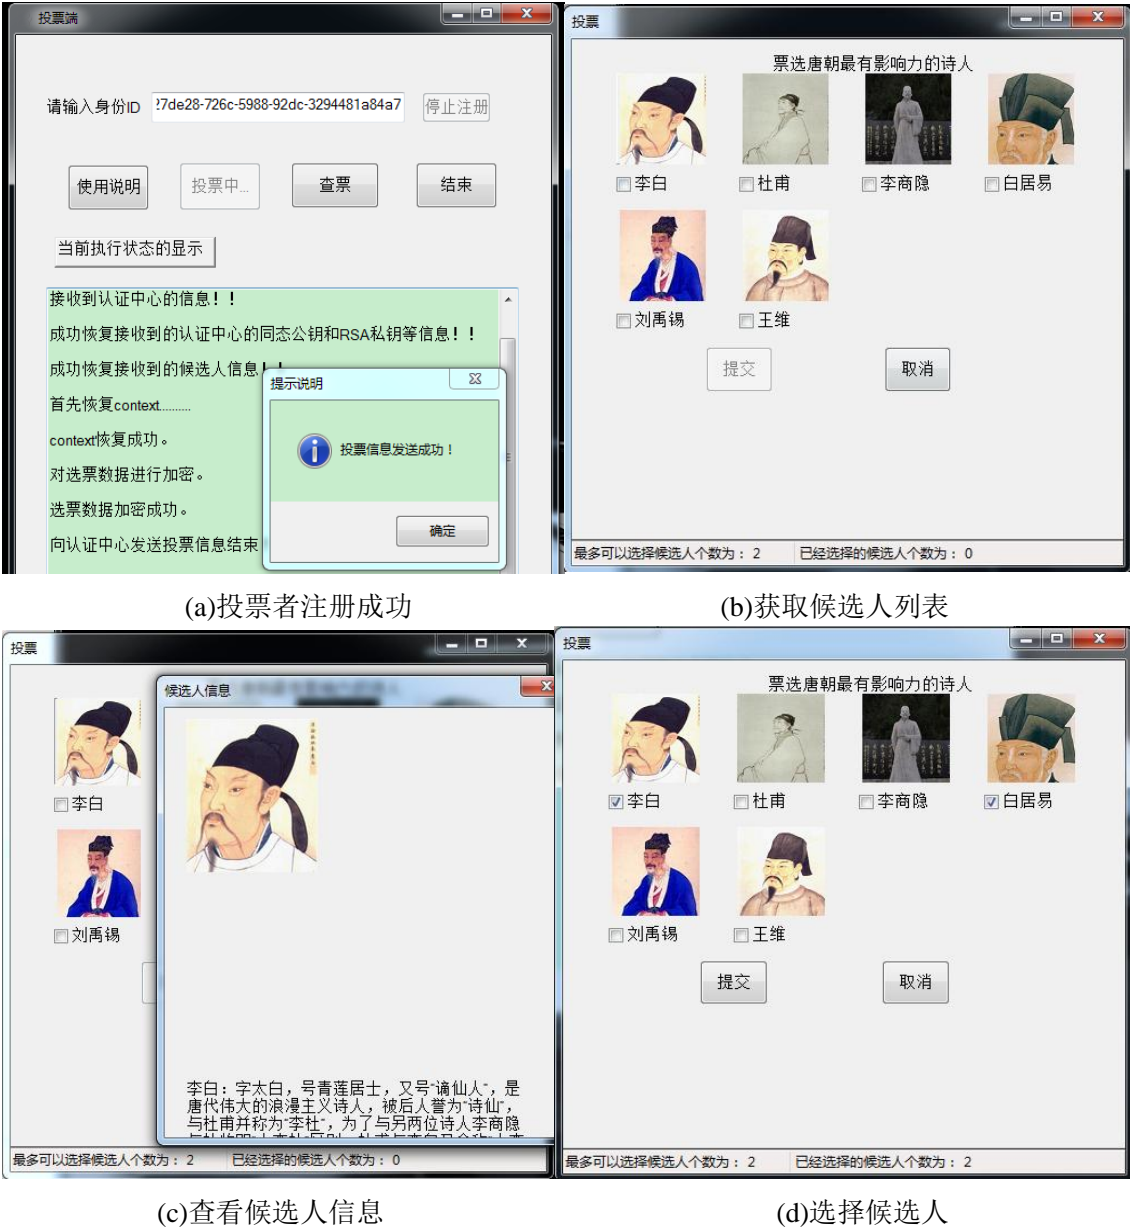 投票端
请输入身份ID
27de28-726c-5988-92dc-3294481a84a7
停止注册
使用说明
投票中...
查票
结束
当前执行状态的显示
接收到认证中心的信息！！
成功恢复接收到的认证中心的同态公钥和RSA私钥等信息！！
成功恢复接收到的候选人信息！！
首先恢复context..........
context恢复成功。
对选票数据进行加密。
选票数据加密成功。
向认证中心发送投票信息结束
提示说明
投票信息发送成功！
确定
(a)投票者注册成功
投票
票选唐朝最有影响力的诗人
李白
杜甫
李商隐
白居易
刘禹锡
王维
提交
取消
最多可以选择候选人个数为： 2
已经选择的候选人个数为： 0
(b)获取候选人列表
投票
李白
刘禹锡
候选人信息
李白：字太白，号青莲居士，又号“谪仙人”，是
唐代伟大的浪漫主义诗人，被后人誉为“诗仙”，
与杜甫并称为“李杜”，为了与另两位诗人李商隐
最多可以选择候选人个数为： 2
已经选择的候选人个数为： 0
(c)查看候选人信息
投票
票选唐朝最有影响力的诗人
李白
杜甫
李商隐
白居易
刘禹锡
王维
提交
取消
最多可以选择候选人个数为： 2
已经选择的候选人个数为： 2
(d)选择候选人